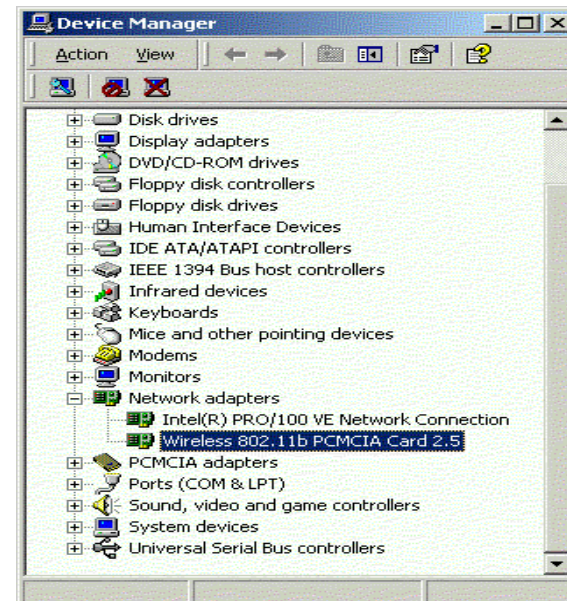 Device Manager
Action View
Disk drives
Display adapters
DVD/CD-ROM drives
Floppy disk controllers
Floppy disk drives
Human Interface Devices
IDE ATA/ATAPI controllers
IEEE 1394 Bus host controllers
Infrared devices
Keyboards
Mice and other pointing devices
Modems
Monitors
Network adapters
Intel(R) PRO/100 VE Network Connection
Wireless 802.11b PCMCIA Card 2.5
PCMCIA adapters
Ports (COM & LPT)
Sound, video and game controllers
System devices
Universal Serial Bus controllers